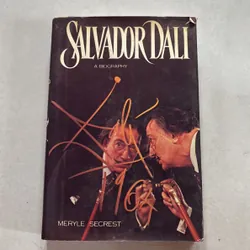 SALVADOR DALI
A BIOGRAPHY
MERYLE SECREST